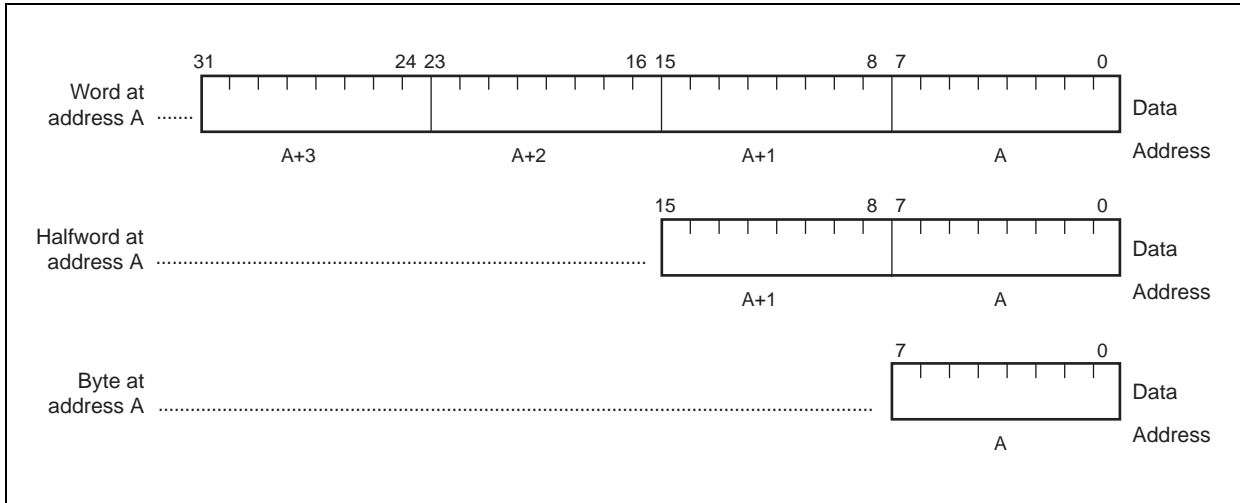 31 24 23 16 15 8 7 0
Word at
address A ....... Data
A+3 A+2 A+1 A Address
15 8 7 0
Halfword at
address A ............ Data
A+1 A Address
7 0
Byte at
address A ............ Data
A Address